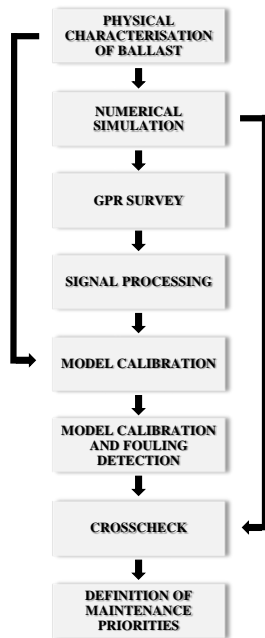 PHYSICAL
CHARACTERISATION
OF BALLAST
NUMERICAL
SIMULATION
GPR SURVEY
SIGNAL PROCESSING
MODEL CALIBRATION
MODEL CALIBRATION
AND FOULING
DETECTION
CROSSCHECK
DEFINITION OF
MAINTENANCE
PRIORITIES